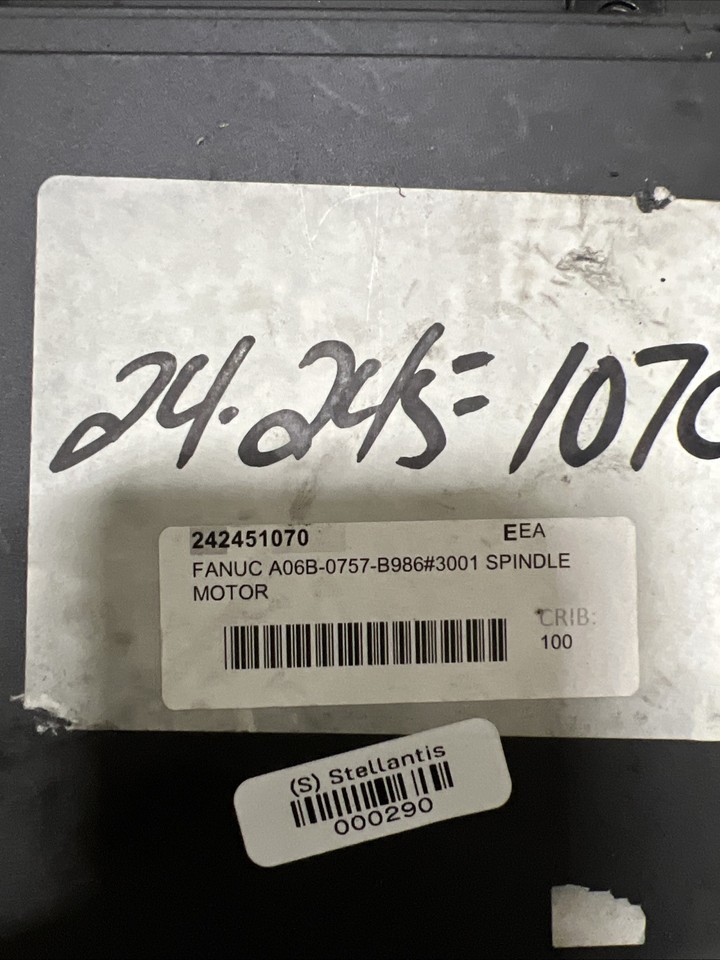 24.245=1070
242451070 EEA
FANUC A06B-0757-B986#3001 SPINDLE
MOTOR
CRIB:
100
(S) Stellantis
000290